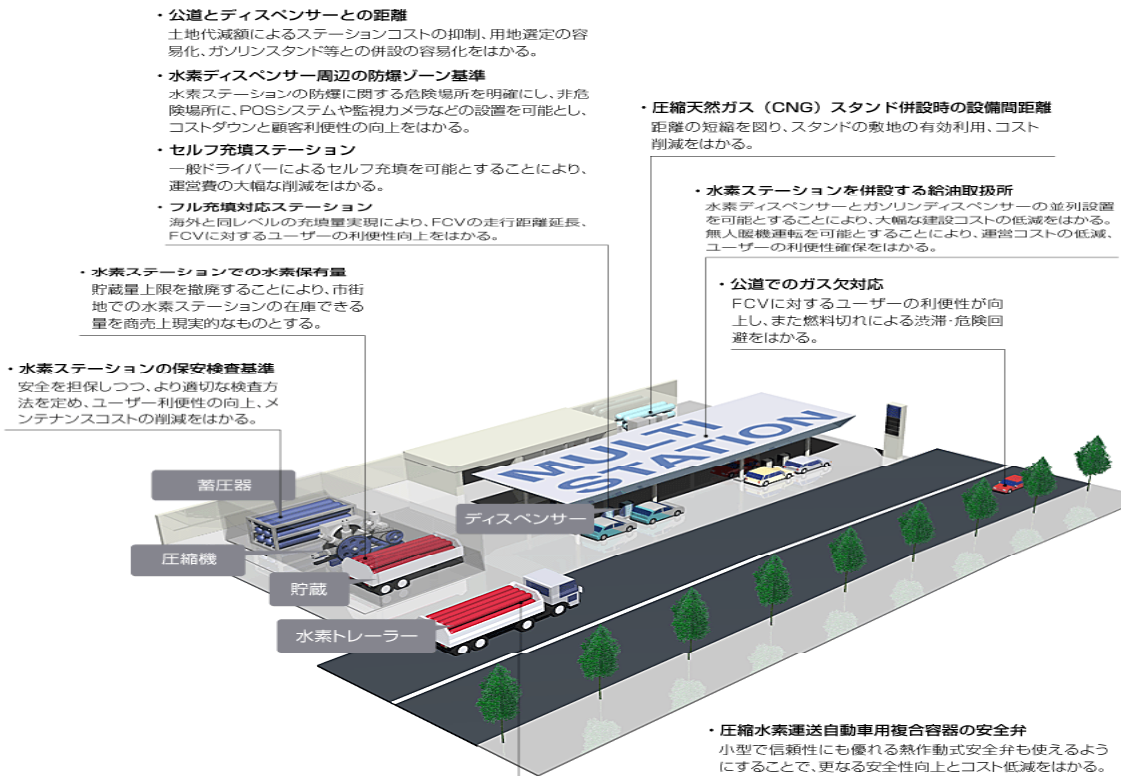 ・公道とディスペンサーとの距離
土地代減額によるステーションコストの抑制、用地選定の容
易化、ガソリンスタンド等との併設の容易化をはかる。
・水素ディスペンサー周辺の防爆ゾーン基準
水素ステーションの防爆に関する危険場所を明確にし、非危
険場所に、POSシステムや監視カメラなどの設置を可能とし、
コストダウンと顧客利便性の向上をはかる。
・セルフ充填ステーション
一般ドライバーによるセルフ充填を可能とすることにより、
運営費の大幅な削減をはかる。
・フル充填対応ステーション
海外と同レベルの充填量実現により、FCVの走行距離延長、
FCVに対するユーザーの利便性向上をはかる。
・圧縮天然ガス（CNG）スタンド併設時の設備間距離
距離の短縮を図り、スタンドの敷地の有効利用、コスト
削減をはかる。
・水素ステーションを併設する給油取扱所
水素ディスペンサーとガソリンディスペンサーの並列設置
を可能とすることにより、大幅な建設コストの低減をはかる。
無人暖機運転を可能とすることにより、運営コストの低減、
ユーザーの利便性確保をはかる。
・水素ステーションでの水素保有量
貯蔵量上限を撤廃することにより、市街
地での水素ステーションの在庫できる
量を商売上現実的なものとする。
・公道でのガス欠対応
FCVに対するユーザーの利便性が向
上し、また燃料切れによる渋滞・危険回
避をはかる。
・水素ステーションの保安検査基準
安全を担保しつつ、より適切な検査方
法を定め、ユーザー利便性の向上、メ
ンテナンスコストの削減をはかる。
MULTI
STATION
蓄圧器
ディスペンサー
圧縮機
貯蔵
水素トレーラー
・圧縮水素運送自動車用複合容器の安全弁
小型で信頼性にも優れる熱作動式安全弁も使えるよう
にすることで、更なる安全性向上とコスト低減をはかる。